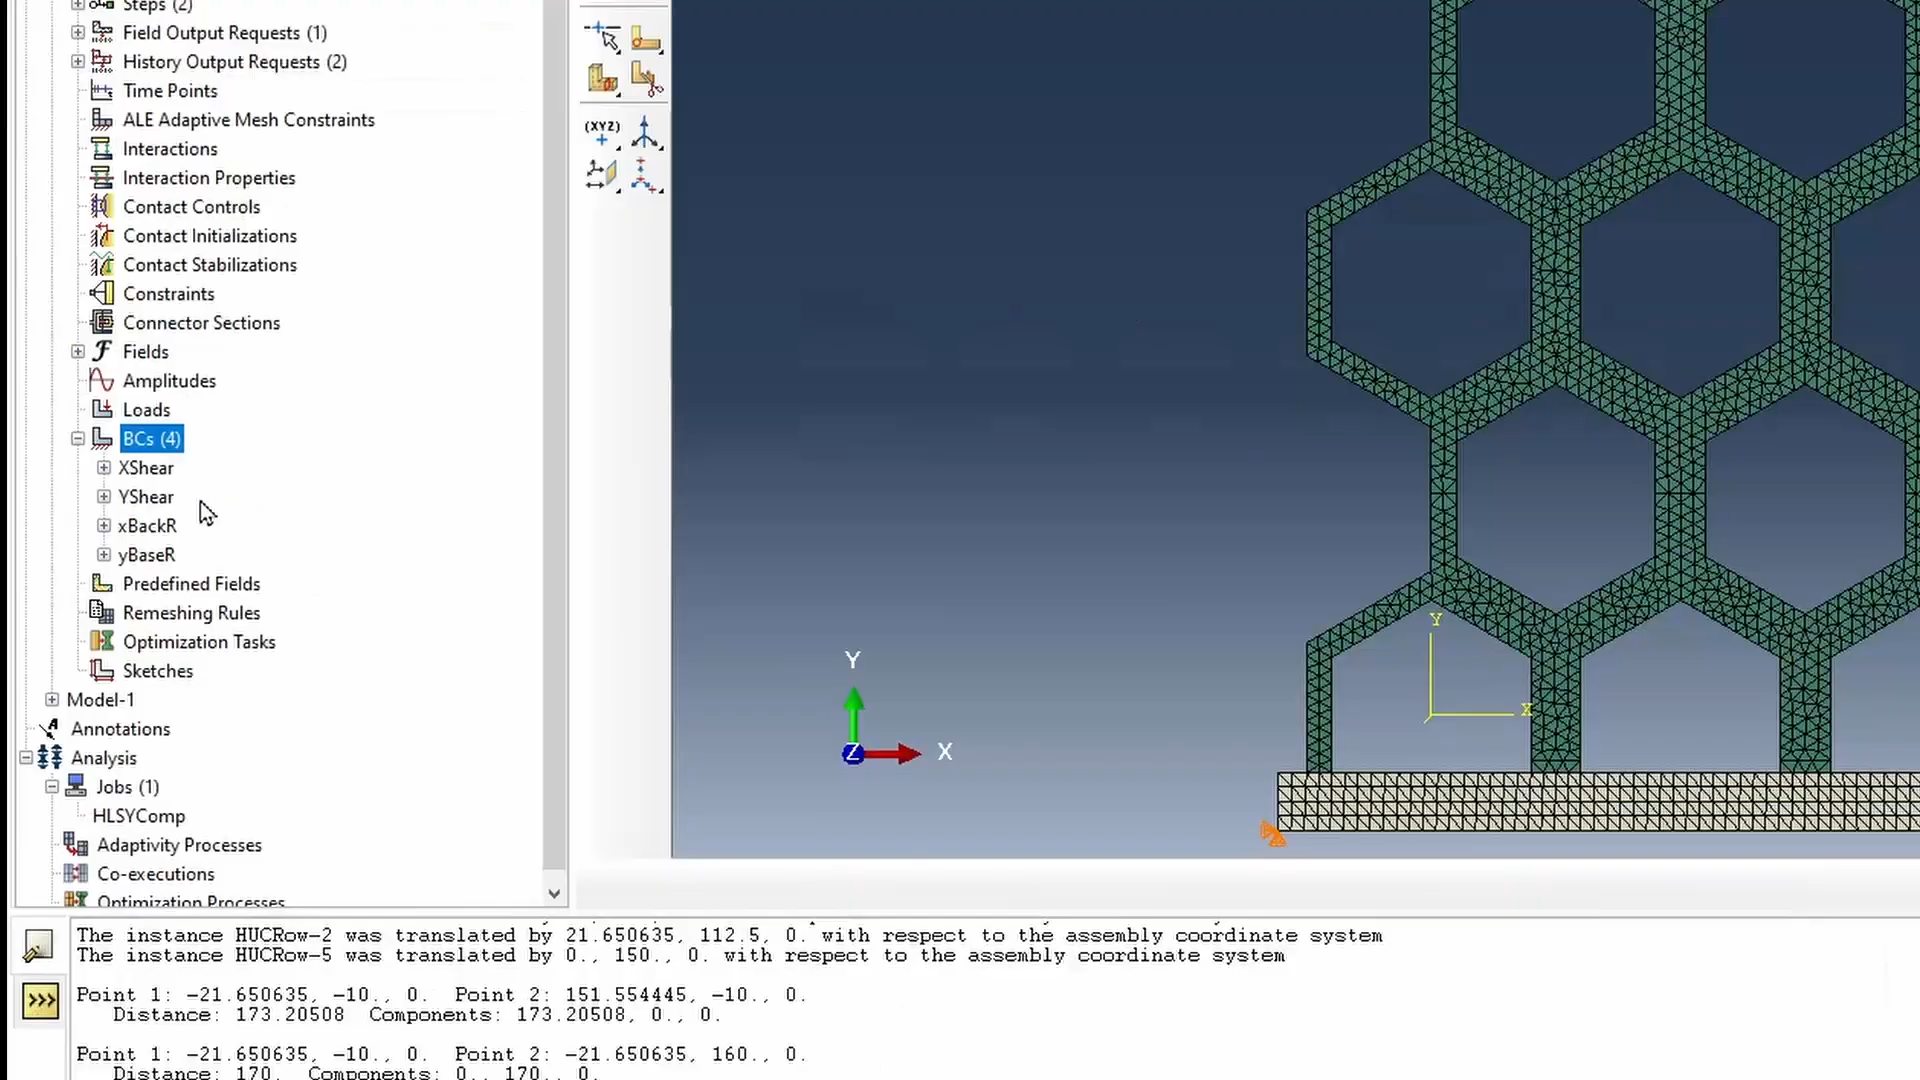 Steps (2)
Field Output Requests (1)
History Output Requests (2)
Time Points
ALE Adaptive Mesh Constraints
Interactions
Interaction Properties
Contact Controls
Contact Initializations
Contact Stabilizations
Constraints
Connector Sections
Fields
Amplitudes
Loads
BCs (4)
XShear
YShear
xBackR
yBaseR
Predefined Fields
Remeshing Rules
Optimization Tasks
Sketches
Model-1
Annotations
Analysis
Jobs (1)
HLSYComp
Adaptivity Processes
Co-executions
Optimization Processes
(XYZ)
Y
X
Z
Y
X
The instance HUCRow-2 was translated by 21.650635, 112.5, 0. with respect to the assembly coordinate system
The instance HUCRow-5 was translated by 0., 150., 0. with respect to the assembly coordinate system
Point 1: -21.650635, -10., 0.  Point 2: 151.554445, -10., 0.
Distance: 173.20508  Components: 173.20508, 0., 0.
Point 1: -21.650635, -10., 0.  Point 2: -21.650635, 160., 0.
Distance: 170.  Components: 0., 170., 0.